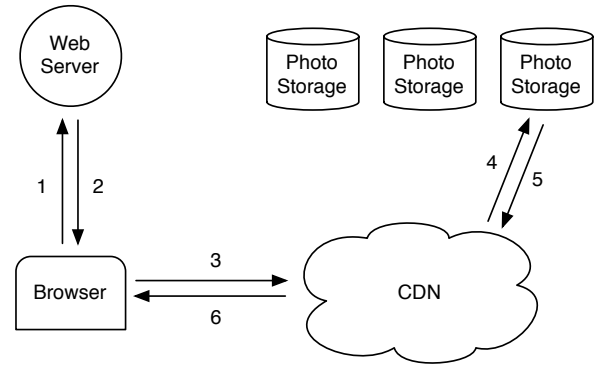 Web
Server
Photo
Storage
Photo
Storage
Photo
Storage
1
2
4
5
3
Browser
CDN
6